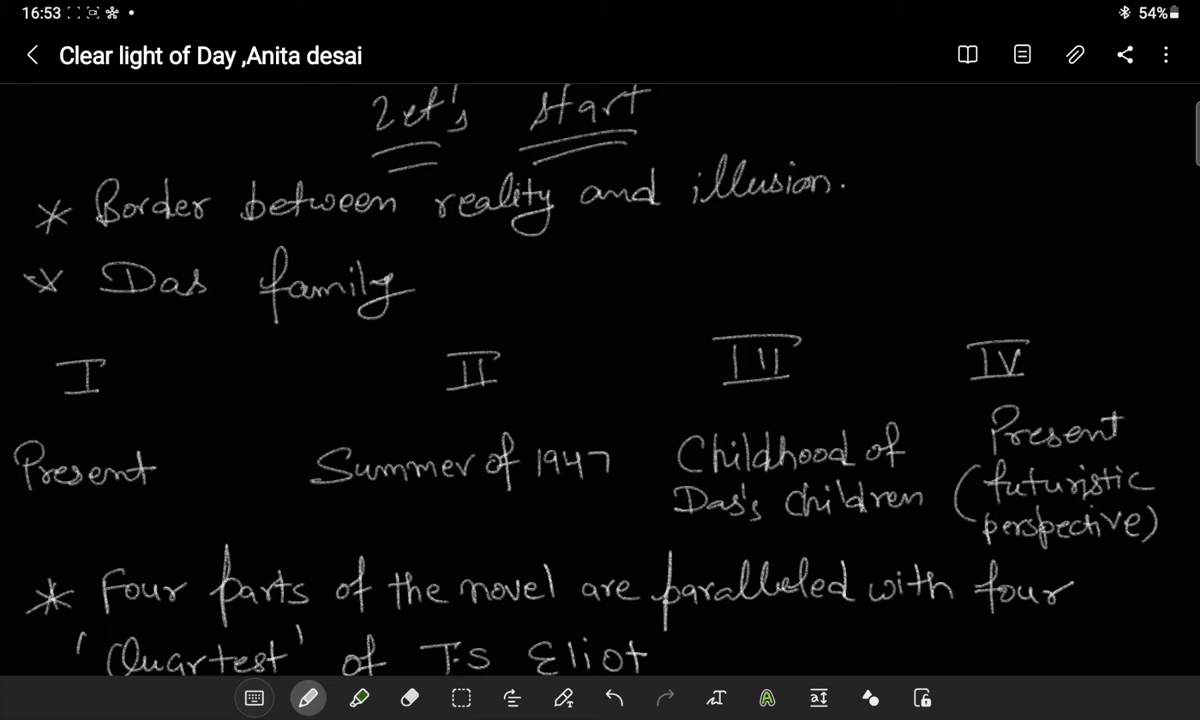 16:53
54%
Clear light of Day ,Anita desai
Let's start
* Border between reality and illusion.
* Das family
I II III IV
Present
Summer of 1947
Childhood of
Das's children
Present
(futuristic
perspective)
* Four parts of the novel are paralleled with four
'Quartest' of T.S Eliot